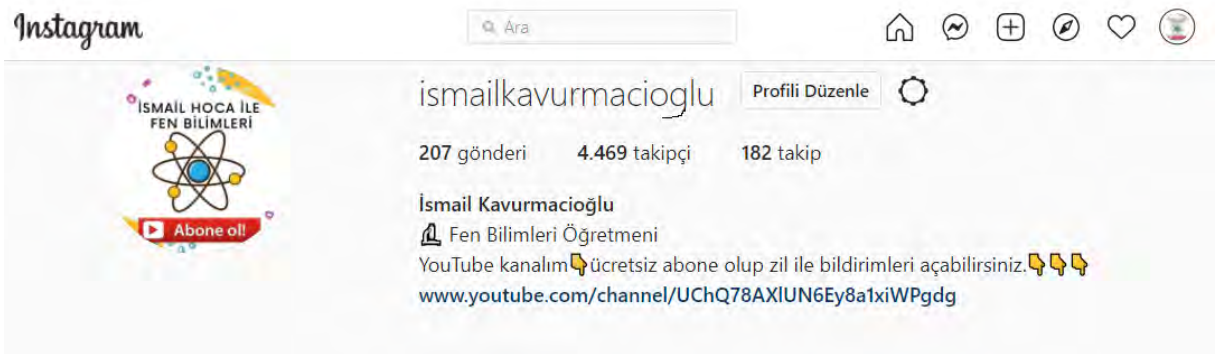 Instagram
Ara
İSMAİL HOCA İLE
FEN BİLİMLERİ
Abone ol!
ismailkavurmacioglu Profili Düzenle
207 gönderi 4.469 takipçi 182 takip
İsmail Kavurmacioğlu
🔬 Fen Bilimleri Öğretmeni
YouTube kanalım👇ücretsiz abone olup zil ile bildirimleri açabilirsiniz.👇👇👇
www.youtube.com/channel/UChQ78AXlUN6Ey8a1xiWPgdg